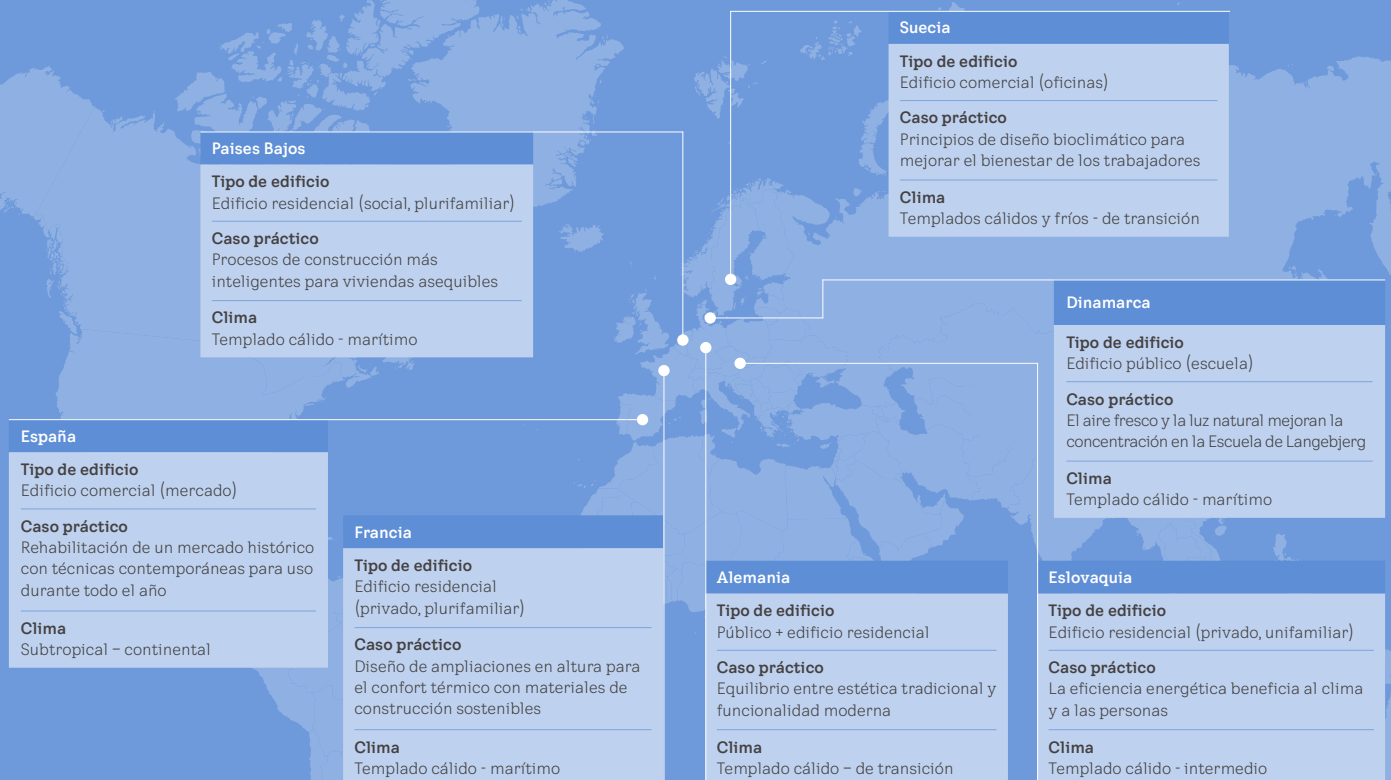 Suecia
Tipo de edificio
Edificio comercial (oficinas)
Caso práctico
Principios de diseño bioclimático para
mejorar el bienestar de los trabajadores
Clima
Templados cálidos y fríos - de transición
Paises Bajos
Tipo de edificio
Edificio residencial (social, plurifamiliar)
Caso práctico
Procesos de construcción más
inteligentes para viviendas asequibles
Clima
Templado cálido - marítimo
Dinamarca
Tipo de edificio
Edificio público (escuela)
Caso práctico
El aire fresco y la luz natural mejoran la
concentración en la Escuela de Langebjerg
Clima
Templado cálido - marítimo
España
Tipo de edificio
Edificio comercial (mercado)
Caso práctico
Rehabilitación de un mercado histórico
con técnicas contemporáneas para uso
durante todo el año
Clima
Subtropical – continental
Francia
Tipo de edificio
Edificio residencial
(privado, plurifamiliar)
Caso práctico
Diseño de ampliaciones en altura para
el confort térmico con materiales de
construcción sostenibles
Clima
Templado cálido - marítimo
Alemania
Tipo de edificio
Público + edificio residencial
Caso práctico
Equilibrio entre estética tradicional y
funcionalidad moderna
Clima
Templado cálido – de transición
Eslovaquia
Tipo de edificio
Edificio residencial (privado, unifamiliar)
Caso práctico
La eficiencia energética beneficia al clima
y a las personas
Clima
Templado cálido - intermedio